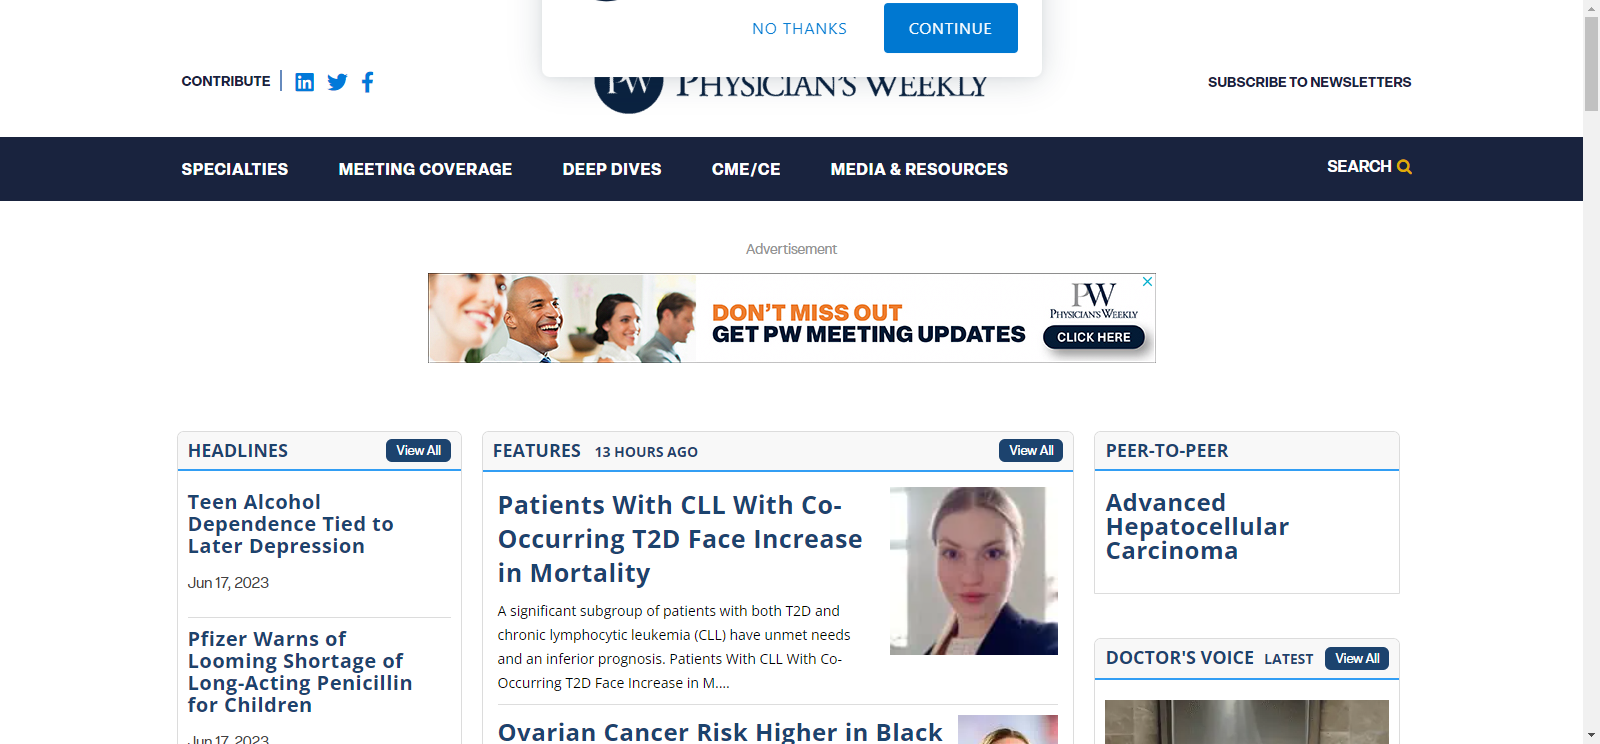 NO THANKS
CONTINUE
CONTRIBUTE
PW PHYSICIAN'S WEEKLY
SUBSCRIBE TO NEWSLETTERS
SPECIALTIES
MEETING COVERAGE
DEEP DIVES
CME/CE
MEDIA & RESOURCES
SEARCH
Advertisement
DON'T MISS OUT
GET PW MEETING UPDATES
PW
PHYSICIAN'S WEEKLY
CLICK HERE
HEADLINES
View All
Teen Alcohol
Dependence Tied to
Later Depression
Jun 17, 2023
Pfizer Warns of
Looming Shortage of
Long-Acting Penicillin
for Children
Jun 17, 2023
FEATURES
13 HOURS AGO
View All
Patients With CLL With Co-
Occurring T2D Face Increase
in Mortality
A significant subgroup of patients with both T2D and
chronic lymphocytic leukemia (CLL) have unmet needs
and an inferior prognosis. Patients With CLL With Co-
Occurring T2D Face Increase in M....
Ovarian Cancer Risk Higher in Black
PEER-TO-PEER
Advanced
Hepatocellular
Carcinoma
DOCTOR'S VOICE
LATEST
View All